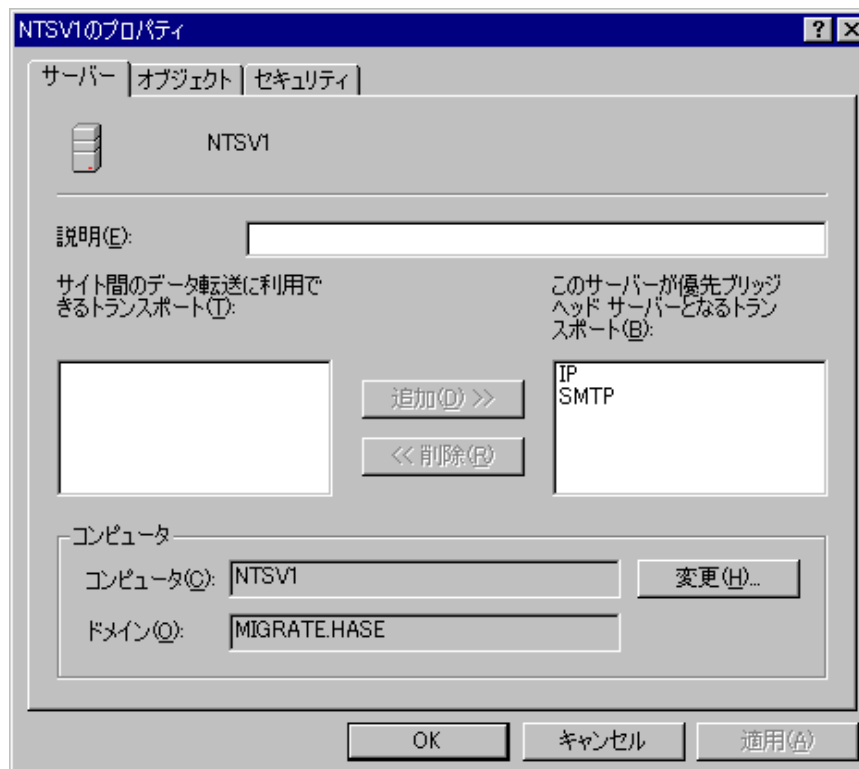 NTSV1のプロパティ
サーバー オブジェクト セキュリティ
NTSV1
説明(E):
サイト間のデータ転送に利用で
きるトランスポート(T):
このサーバーが優先ブリッジ
ヘッド サーバーとなるトラン
スポート(B):
IP
SMTP
追加(D) >>
<< 削除(R)
コンピュータ
コンピュータ(C): NTSV1 変更(H)...
ドメイン(O): MIGRATE.HASE
OK キャンセル 適用(A)